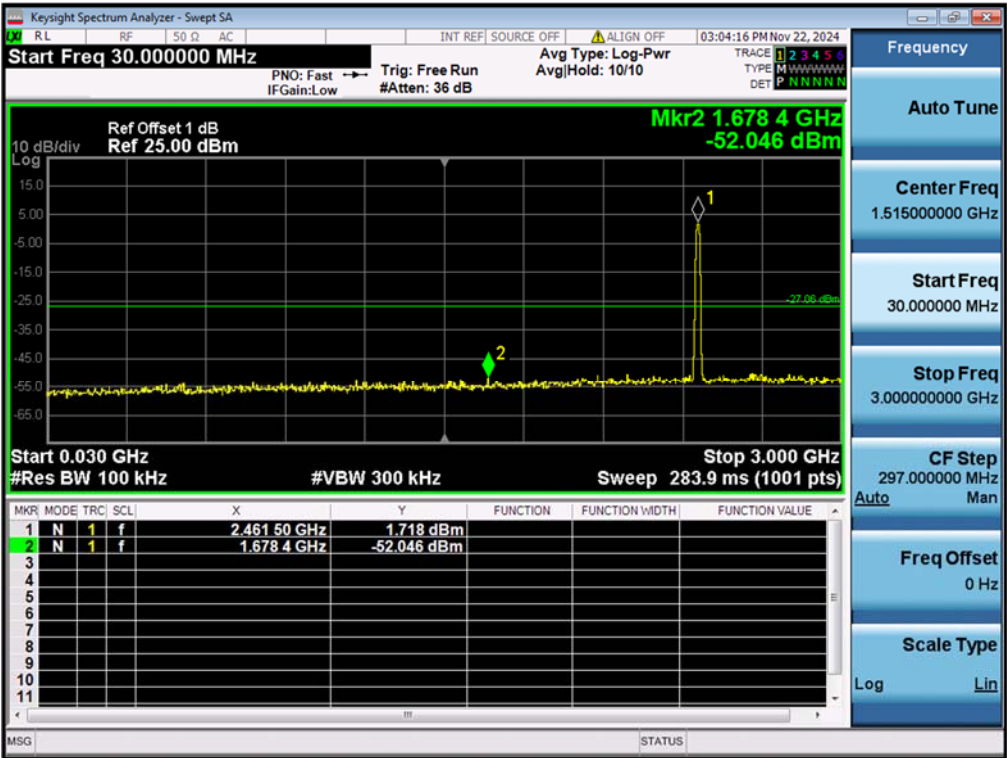 Keysight Spectrum Analyzer - Swept SA
LXI RL RF 50 Ω AC INT REF SOURCE OFF ALIGN OFF 03:04:16 PM Nov 22, 2024
Start Freq 30.000000 MHz
PNO: Fast
IFGain:Low
Trig: Free Run
#Atten: 36 dB
Avg Type: Log-Pwr
Avg|Hold: 10/10
TRACE 1 2 3 4 5 6
TYPE M W W W W W
DET P N N N N N
Mkr2 1.678 4 GHz
-52.046 dBm
Ref Offset 1 dB
10 dB/div Ref 25.00 dBm
Log
15.0
5.00
-5.00
-15.0
-25.0
-35.0
-45.0
-55.0
-65.0
1
-27.06 dBm
2
Start 0.030 GHz Stop 3.000 GHz
#Res BW 100 kHz #VBW 300 kHz Sweep 283.9 ms (1001 pts)
MKR MODE TRC SCL X Y FUNCTION FUNCTION WIDTH FUNCTION VALUE
1 N 1 f 2.461 50 GHz 1.718 dBm
2 N 1 f 1.678 4 GHz -52.046 dBm
3
4
5
6
7
8
9
10
11
MSG STATUS
Frequency
Auto Tune
Center Freq
1.515000000 GHz
Start Freq
30.000000 MHz
Stop Freq
3.000000000 GHz
CF Step
297.000000 MHz
Auto Man
Freq Offset
0 Hz
Scale Type
Log Lin